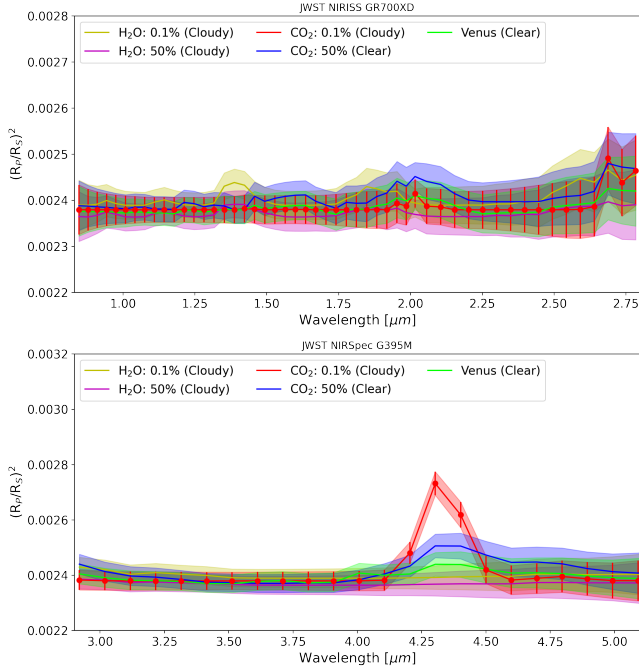 JWST NIRISS GR700XD
H₂O: 0.1% (Cloudy) CO₂: 0.1% (Cloudy) Venus (Clear)
H₂O: 50% (Cloudy) CO₂: 50% (Clear)
0.0028
0.0027
0.0026
0.0025
0.0024
0.0023
0.0022
(R_P/R_S)²
1.00 1.25 1.50 1.75 2.00 2.25 2.50 2.75
Wavelength [μm]
JWST NIRSpec G395M
H₂O: 0.1% (Cloudy) CO₂: 0.1% (Cloudy) Venus (Clear)
H₂O: 50% (Cloudy) CO₂: 50% (Clear)
0.0032
0.0030
0.0028
0.0026
0.0024
0.0022
(R_P/R_S)²
3.00 3.25 3.50 3.75 4.00 4.25 4.50 4.75 5.00
Wavelength [μm]